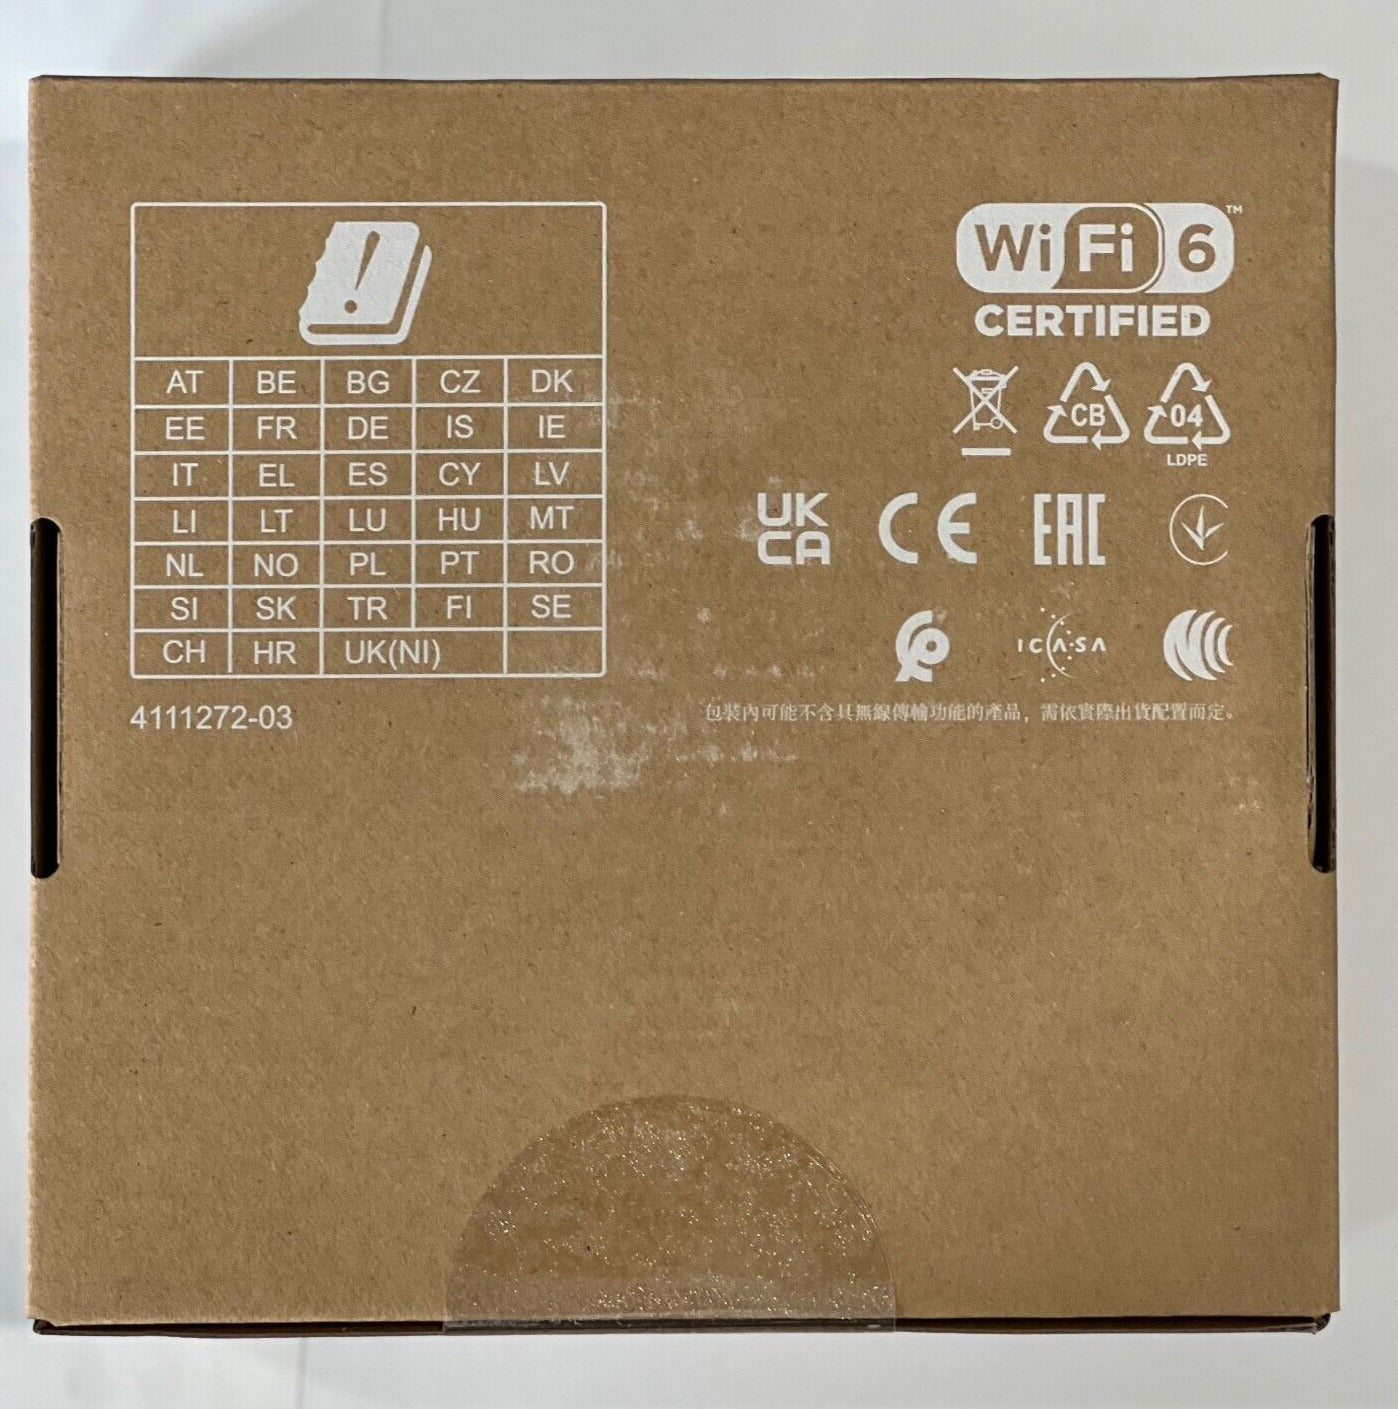 AT BE BG CZ DK
EE FR DE IS IE
IT EL ES CY LV
LI LT LU HU MT
NL NO PL PT RO
SI SK TR FI SE
CH HR UK(NI)
4111272-03
WiFi 6™
CERTIFIED
CB 04
LDPE
UK CE EAC
CA
ICASA
包裝內可能不含具無線傳輸功能的產品，需依實際出貨配置而定。